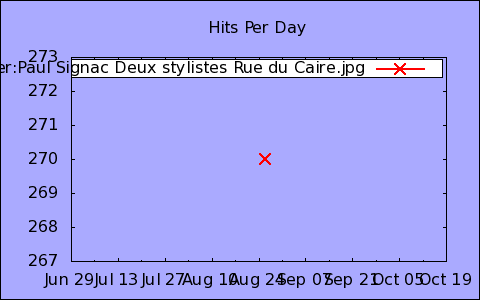 Hits Per Day
273
er:Paul Signac Deux stylistes Rue du Caire.jpg
272
271
270
269
268
267
Jun 29 Jul 13 Jul 27 Aug 10 Aug 24 Sep 07 Sep 21 Oct 05 Oct 19